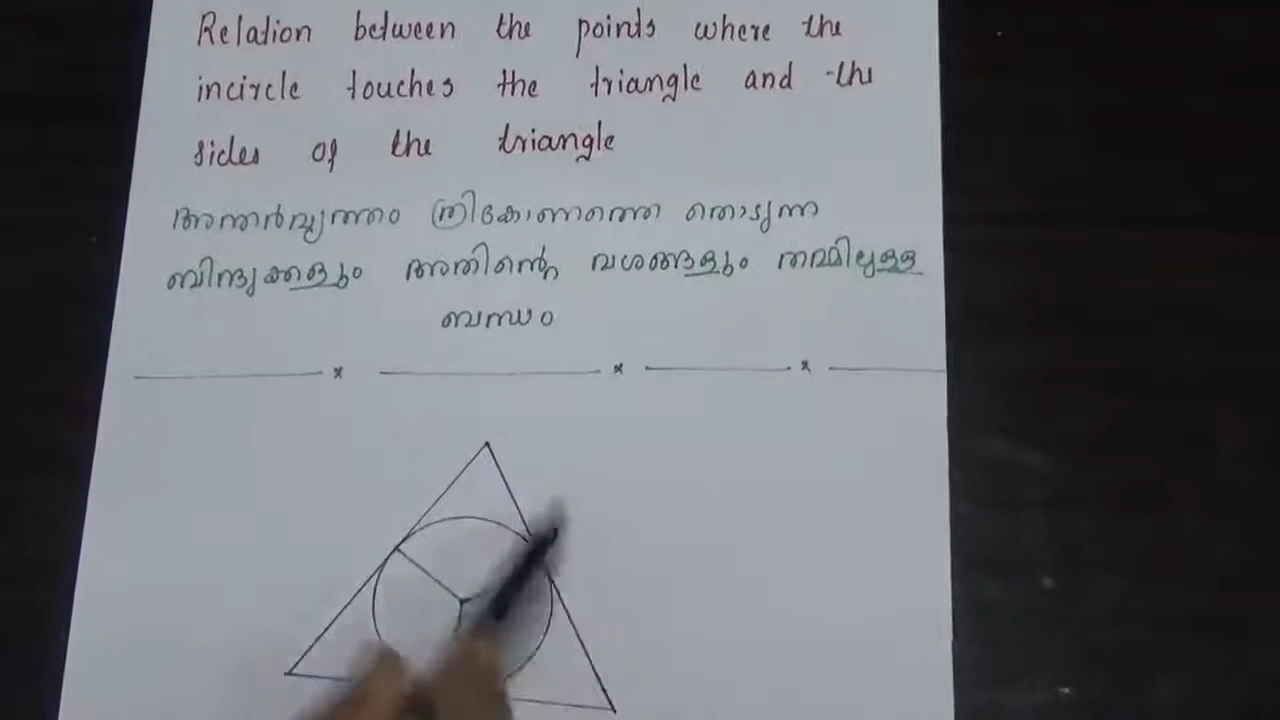 Relation between the points where the
incircle touches the triangle and the
sides of the triangle
അന്തർവൃത്തം ത്രികോണത്തെ തൊടുന്ന
ബിന്ദുക്കളും അതിന്റെ വശങ്ങളും തമ്മിലുള്ള
ബന്ധം